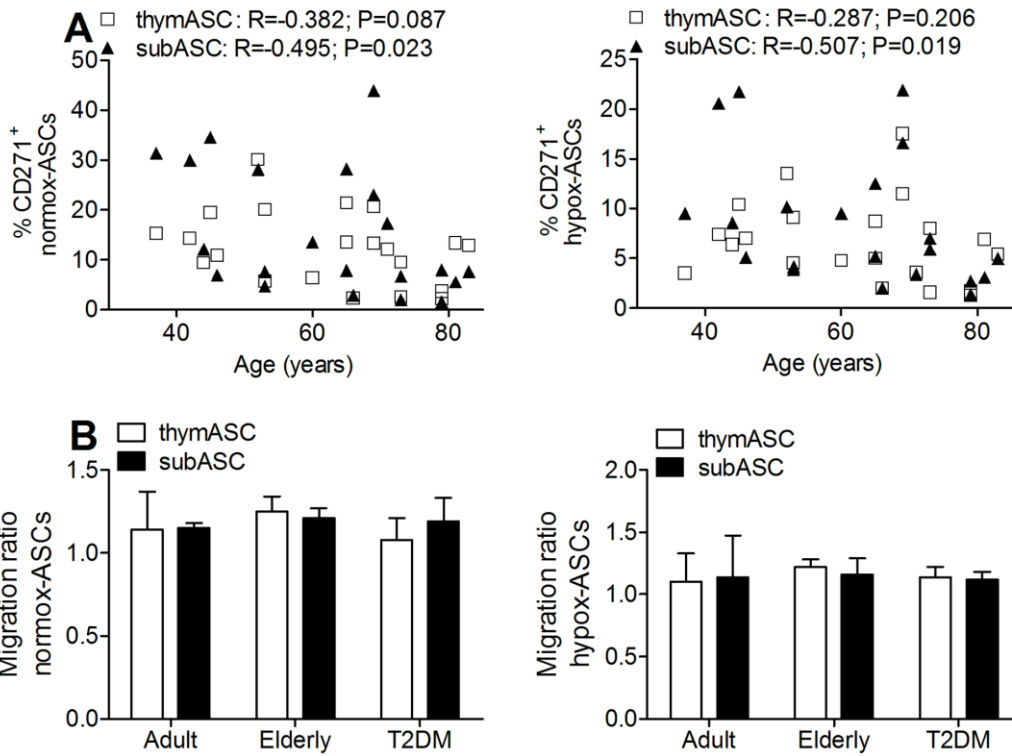 A
thymASC: R=-0.382; P=0.087
subASC: R=-0.495; P=0.023
% CD271+
normox-ASCs
50
40
30
20
10
0
40 60 80
Age (years)
thymASC: R=-0.287; P=0.206
subASC: R=-0.507; P=0.019
% CD271+
hypox-ASCs
25
20
15
10
5
0
40 60 80
Age (years)
B
thymASC
subASC
Migration ratio
normox-ASCs
1.5
1.0
0.5
0.0
Adult Elderly T2DM
thymASC
subASC
Migration ratio
hypox-ASCs
2.0
1.5
1.0
0.5
0.0
Adult Elderly T2DM